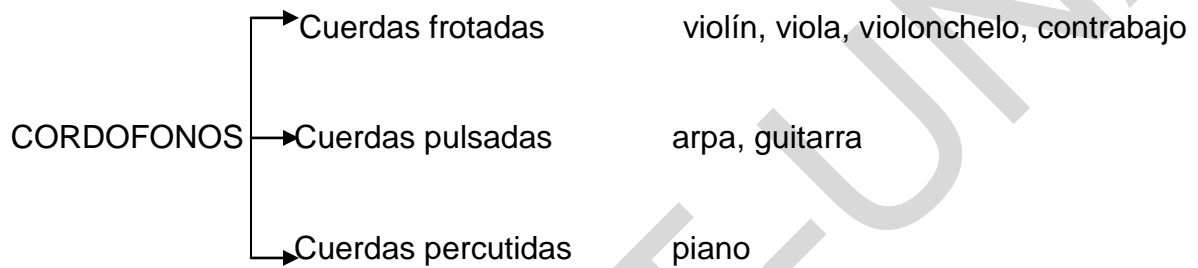 Cuerdas frotadas violín, viola, violonchelo, contrabajo
CORDOFONOS Cuerdas pulsadas arpa, guitarra
Cuerdas percutidas piano